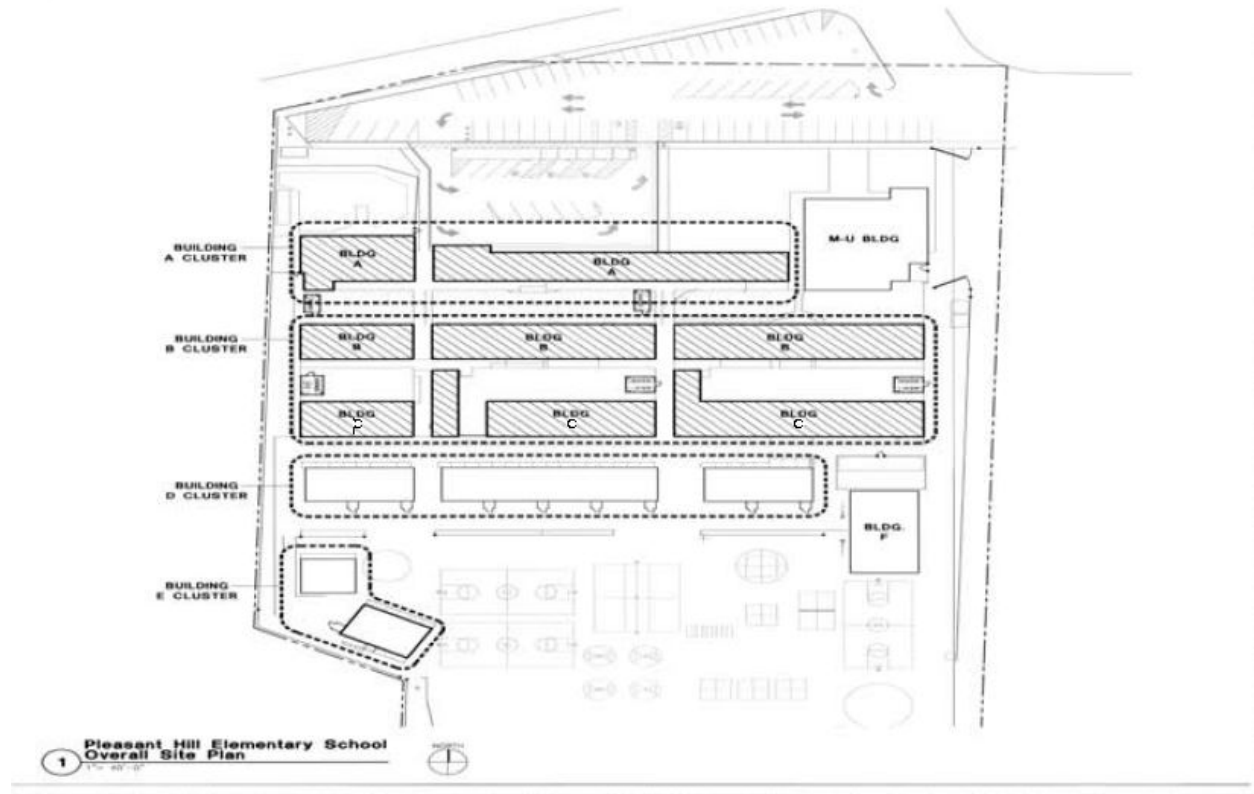 BUILDING
A CLUSTER
BLDG
A
BLDG
A
M-U BLDG
BUILDING
B CLUSTER
BLDG
B
BLDG
B
BLDG
B
BLDG
C
BLDG
C
BLDG
C
BUILDING
D CLUSTER
BLDG.
F
BUILDING
E CLUSTER
1
Pleasant Hill Elementary School
Overall Site Plan
NORTH